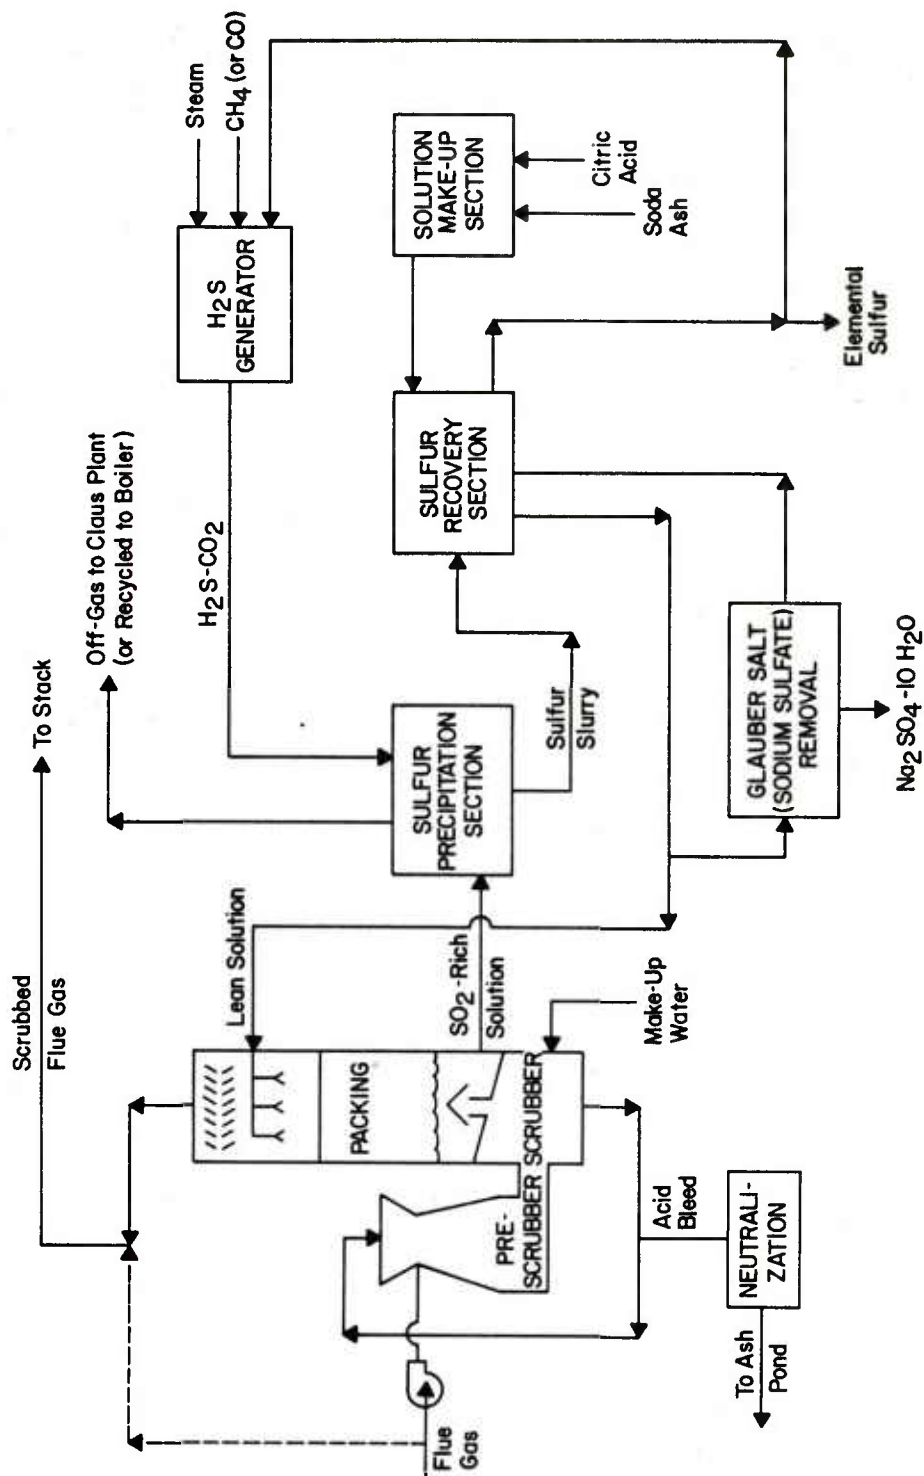 Scrubbed
Flue Gas
To Stack
Off-Gas to Claus Plant
(or Recycled to Boiler)
H2S-CO2
Steam
CH4 (or CO)
H2S
GENERATOR
Lean Solution
SO2-Rich
Solution
SULFUR
PRECIPITATION
SECTION
Sulfur
Slurry
SULFUR
RECOVERY
SECTION
SOLUTION
MAKE-UP
SECTION
Citric
Acid
Soda
Ash
PACKING
PRE-
SCRUBBER
SCRUBBER
Make-Up
Water
Flue
Gas
Acid
Bleed
NEUTRALI-
ZATION
To Ash
Pond
GLAUBER SALT
(SODIUM SULFATE)
REMOVAL
Na2SO4-10 H2O
Elemental
Sulfur